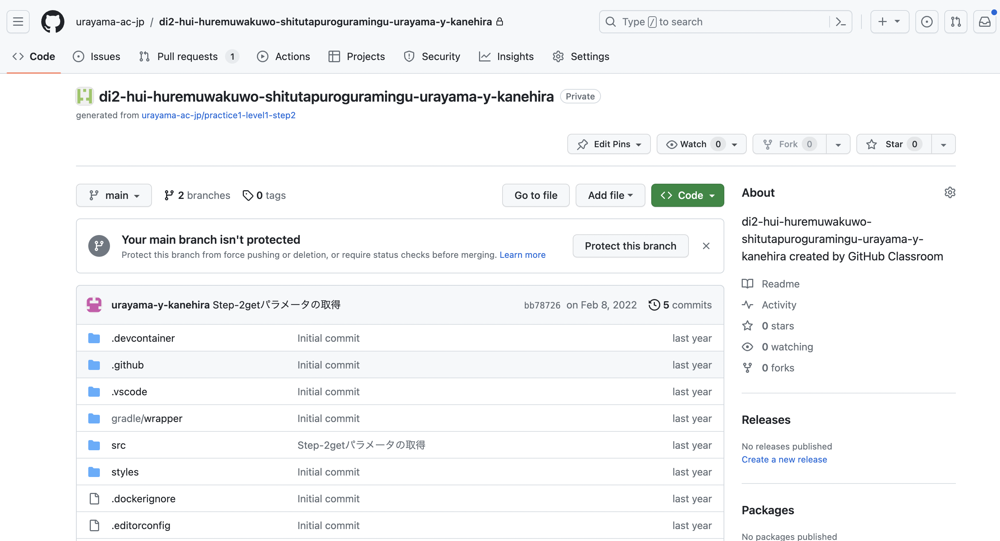 urayama-ac-jp / di2-hui-huremuwakuwo-shitutapuroguramingu-urayama-y-kanehira
Type / to search
Code Issues Pull requests 1 Actions Projects Security Insights Settings
di2-hui-huremuwakuwo-shitutapuroguramingu-urayama-y-kanehira Private
generated from urayama-ac-jp/practice1-level1-step2
Edit Pins Watch 0 Fork 0 Star 0
main 2 branches 0 tags Go to file Add file Code
Your main branch isn't protected
Protect this branch from force pushing or deletion, or require status checks before merging. Learn more
Protect this branch
urayama-y-kanehira Step-2getパラメータの取得 bb78726 on Feb 8, 2022 5 commits
.devcontainer Initial commit last year
.github Initial commit last year
.vscode Initial commit last year
gradle/wrapper Initial commit last year
src Step-2getパラメータの取得 last year
styles Initial commit last year
.dockerignore Initial commit last year
.editorconfig Initial commit last year
About
di2-hui-huremuwakuwo-
shitutapuroguramingu-urayama-y-
kanehira created by GitHub Classroom
Readme
Activity
0 stars
0 watching
0 forks
Releases
No releases published
Create a new release
Packages
No packages published